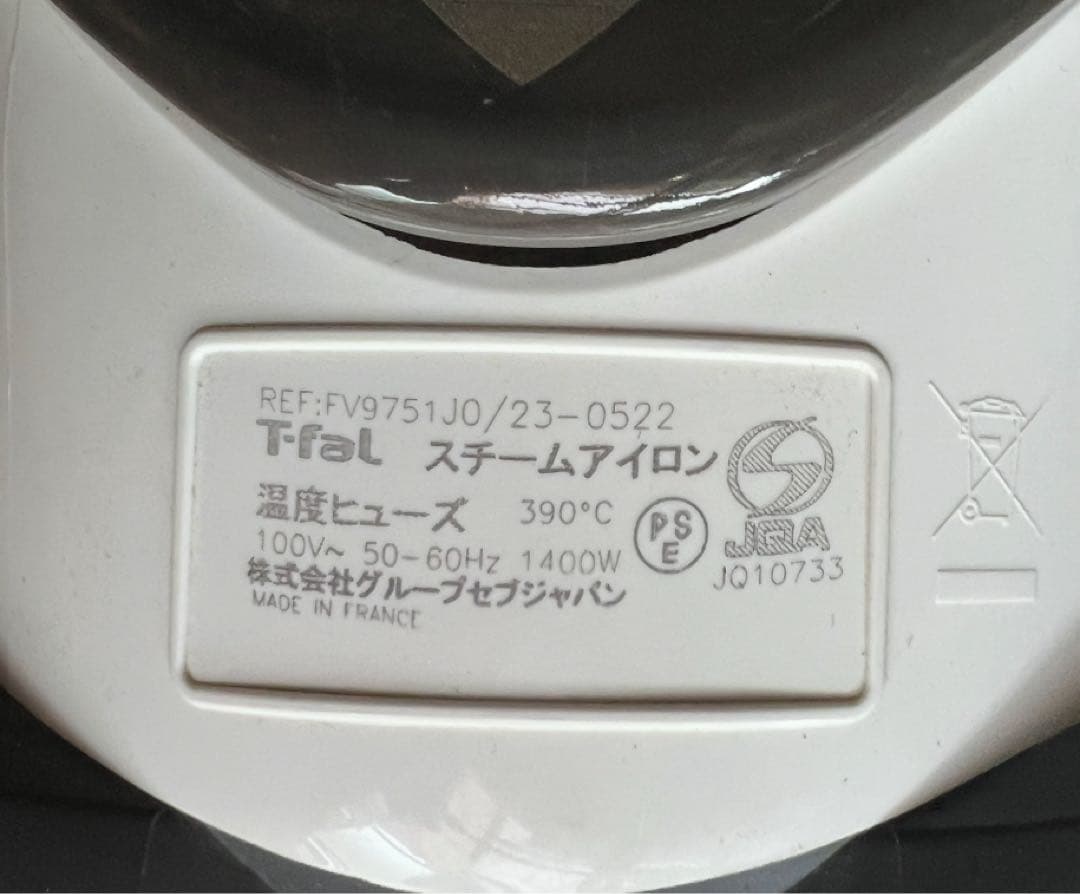 REF:FV9751J0/23-0522
T-fal スチームアイロン
温度ヒューズ 390°C
PSE
100V~ 50-60Hz 1400W
株式会社グループセブジャパン
MADE IN FRANCE
S
JQA
JQ10733